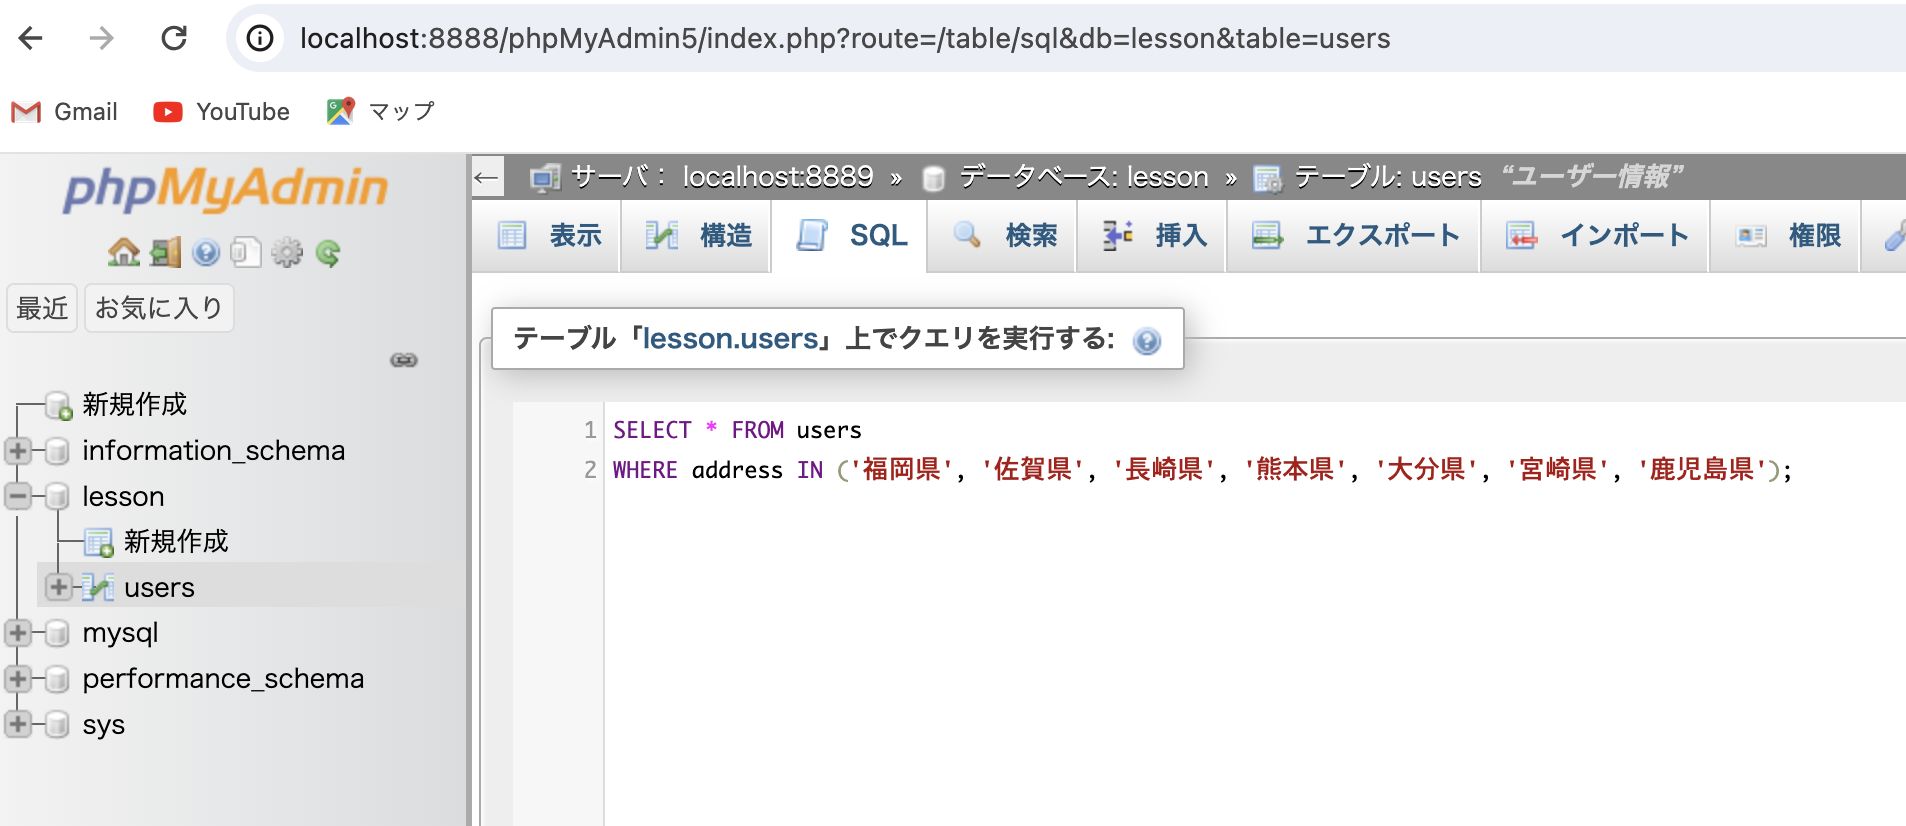 localhost:8888/phpMyAdmin5/index.php?route=/table/sql&db=lesson&table=users
Gmail YouTube マップ
phpMyAdmin
最近 お気に入り
新規作成
information_schema
lesson
新規作成
users
mysql
performance_schema
sys
サーバ: localhost:8889 » データベース: lesson » テーブル: users “ユーザー情報”
表示 構造 SQL 検索 挿入 エクスポート インポート 権限
テーブル「lesson.users」上でクエリを実行する:
1 SELECT * FROM users
2 WHERE address IN ('福岡県', '佐賀県', '長崎県', '熊本県', '大分県', '宮崎県', '鹿児島県');